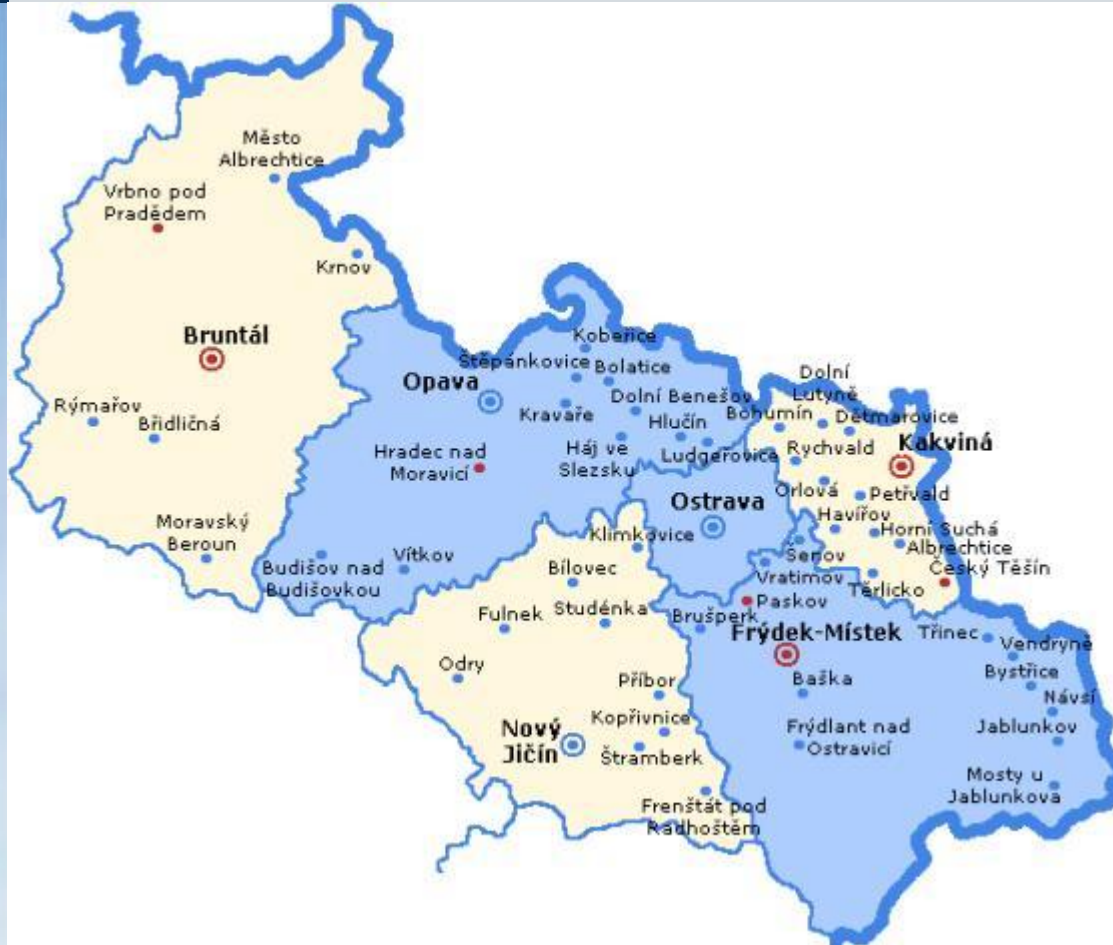 Město
Albrechtice
Vrbno pod
Pradědem
Krnov
Bruntál
Rýmařov
Břidličná
Moravský
Beroun
Kobeřice
Štěpánkovice
Bolatice
Opava
Dolní Benešov
Kravaře
Hlučín
Háj ve
Slezsku
Ludgeřovice
Hradec nad
Moravicí
Budišov nad
Budišovkou
Vítkov
Dolní
Lutyně
Bohumín
Dětmarovice
Rychvald
Kakviná
Orlová
Petřvald
Havířov
Horní Suchá
Albrechtice
Český Těšín
Těrlicko
Ostrava
Šenov
Vratimov
Klimkovice
Bílovec
Fulnek
Studénka
Odry
Příbor
Kopřivnice
Nový
Jičín
Štramberk
Frenštát pod
Radhoštěm
Paskov
Brušperk
Frýdek-Místek
Třinec
Vendryně
Bystřice
Baška
Návsí
Frýdlant nad
Ostravicí
Jablunkov
Mosty u
Jablunkova